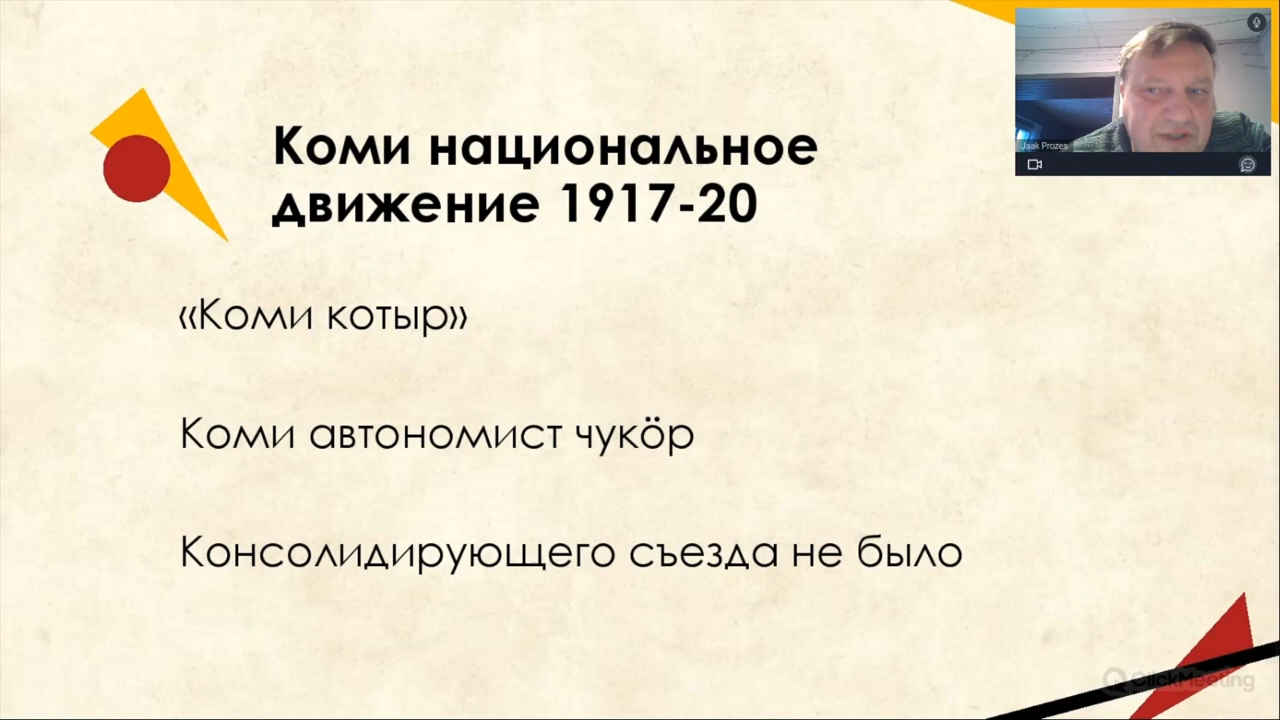 Коми национальное
движение 1917-20
Jaak Prozes
«Коми котыр»
Коми автономист чукӧр
Консолидирующего съезда не было
ClickMeeting